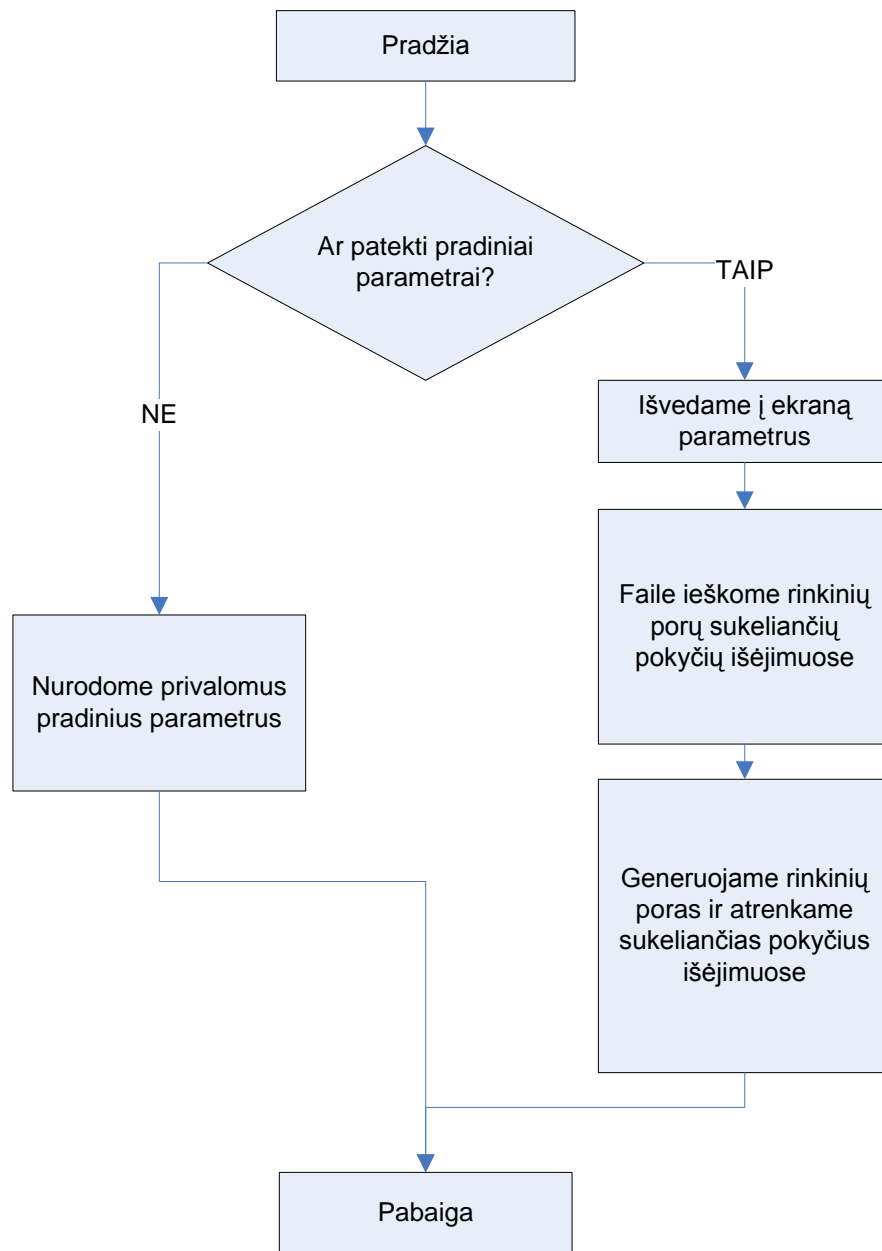 Pradžia
Ar patekti pradiniai
parametrai?
TAIP
NE
Išvedame į ekraną
parametrus
Faile ieškome rinkinių
porų sukeliančių
pokyčių išėjimuose
Nurodome privalomus
pradinius parametrus
Generuojame rinkinių
poras ir atrenkame
sukeliančias pokyčius
išėjimuose
Pabaiga